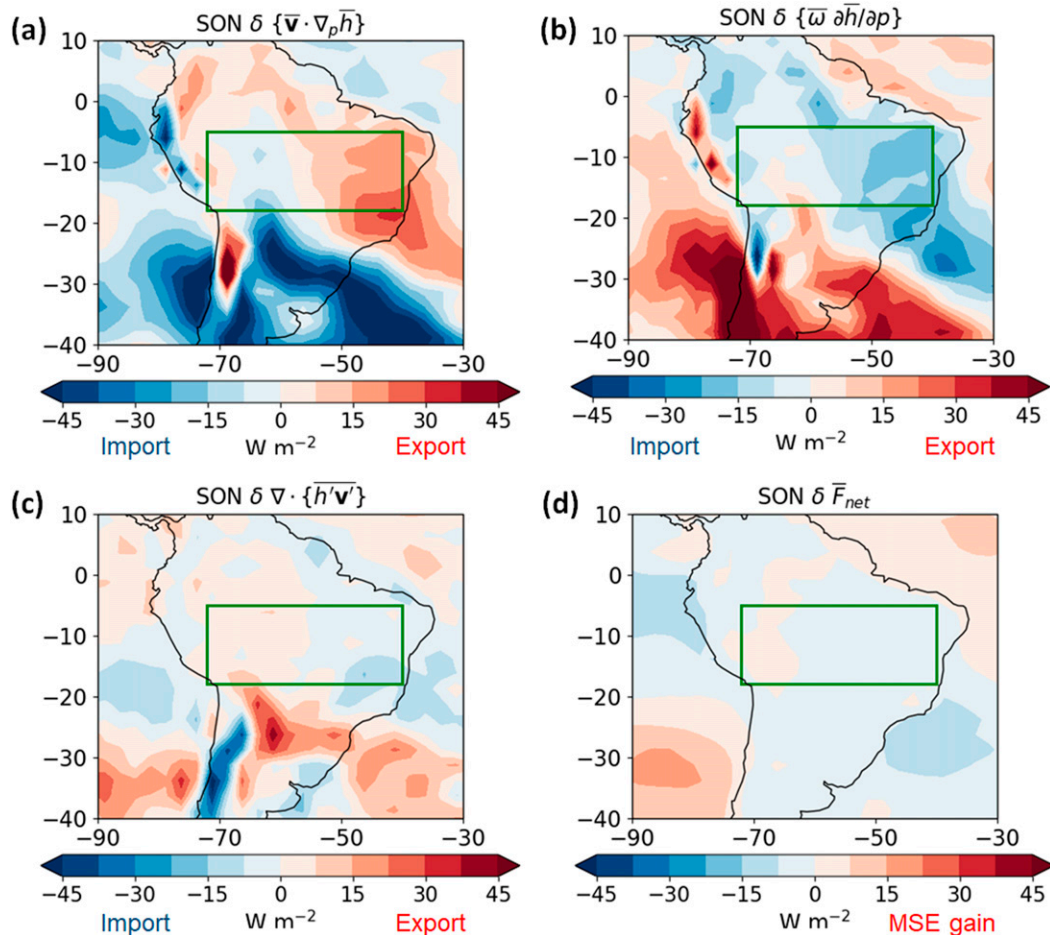 (a) SON δ {v̅ · ∇ₚh̅}
10
0
−10
−20
−30
−40
−90 −70 −50 −30
−45 −30 −15 0 15 30 45
Import W m⁻² Export
(b) SON δ {ω̅ ∂h̅/∂p}
10
0
−10
−20
−30
−40
−90 −70 −50 −30
−45 −30 −15 0 15 30 45
Import W m⁻² Export
(c) SON δ ∇ · {h̅′̅v̅′̅}
10
0
−10
−20
−30
−40
−90 −70 −50 −30
−45 −30 −15 0 15 30 45
Import W m⁻² Export
(d) SON δ F̅net
10
0
−10
−20
−30
−40
−90 −70 −50 −30
−45 −30 −15 0 15 30 45
W m⁻² MSE gain